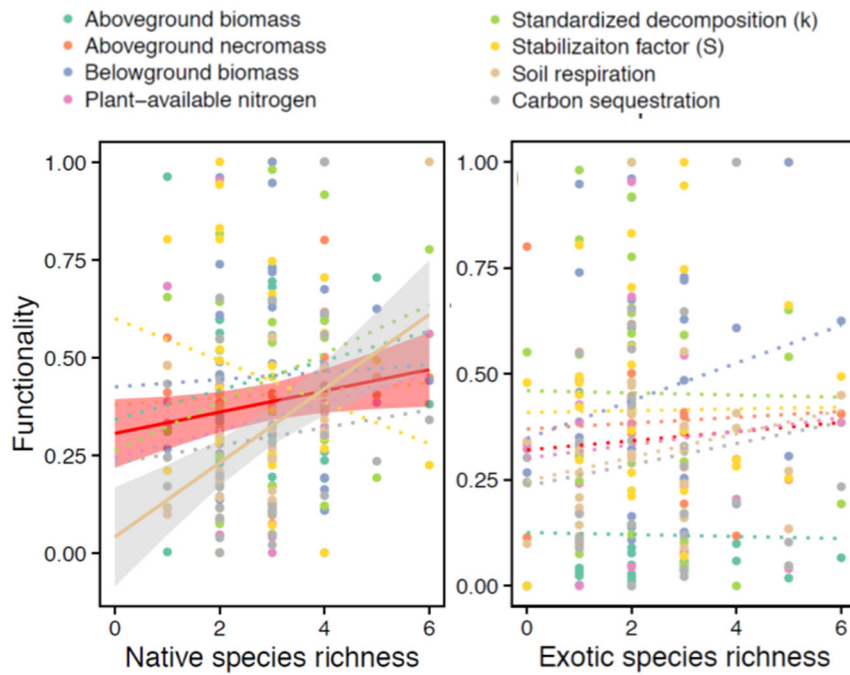 Aboveground biomass
Aboveground necromass
Belowground biomass
Plant−available nitrogen
Standardized decomposition (k)
Stabilizaiton factor (S)
Soil respiration
Carbon sequestration
Functionality
1.00
0.75
0.50
0.25
0.00
0 2 4 6
Native species richness
1.00
0.75
0.50
0.25
0.00
0 2 4 6
Exotic species richness